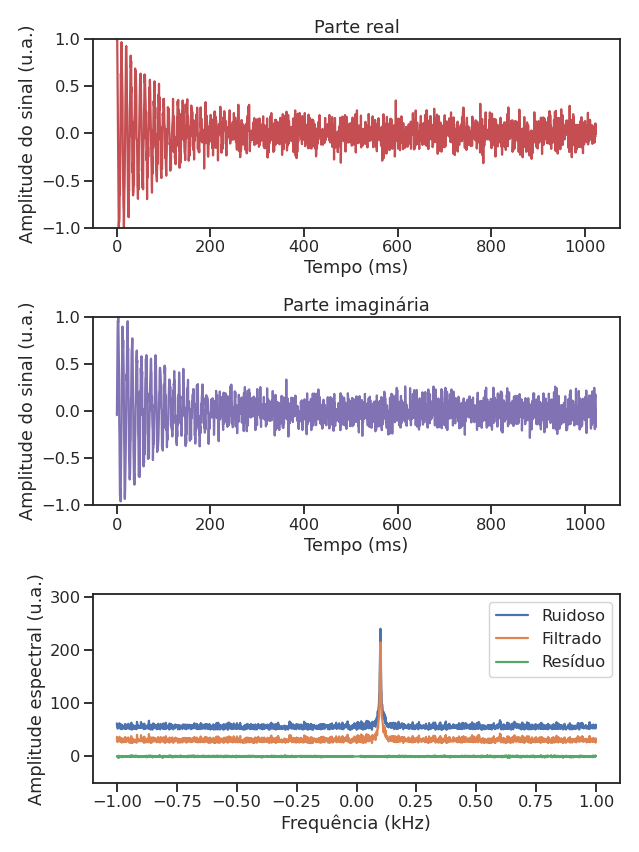 Parte real
Amplitude do sinal (u.a.)
1.0
0.5
0.0
−0.5
−1.0
0 200 400 600 800 1000
Tempo (ms)
Parte imaginária
Amplitude do sinal (u.a.)
1.0
0.5
0.0
−0.5
−1.0
0 200 400 600 800 1000
Tempo (ms)
Amplitude espectral (u.a.)
300
200
100
0
Ruidoso
Filtrado
Resíduo
−1.00 −0.75 −0.50 −0.25 0.00 0.25 0.50 0.75 1.00
Frequência (kHz)